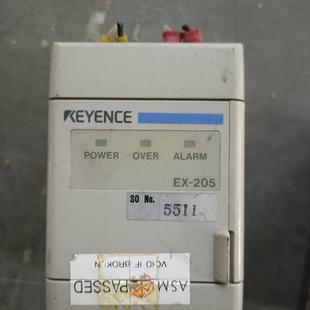 KEYENCE
POWER OVER ALARM
EX-205
SO No.
5511
ASM PASSED
VOID IF BROKEN